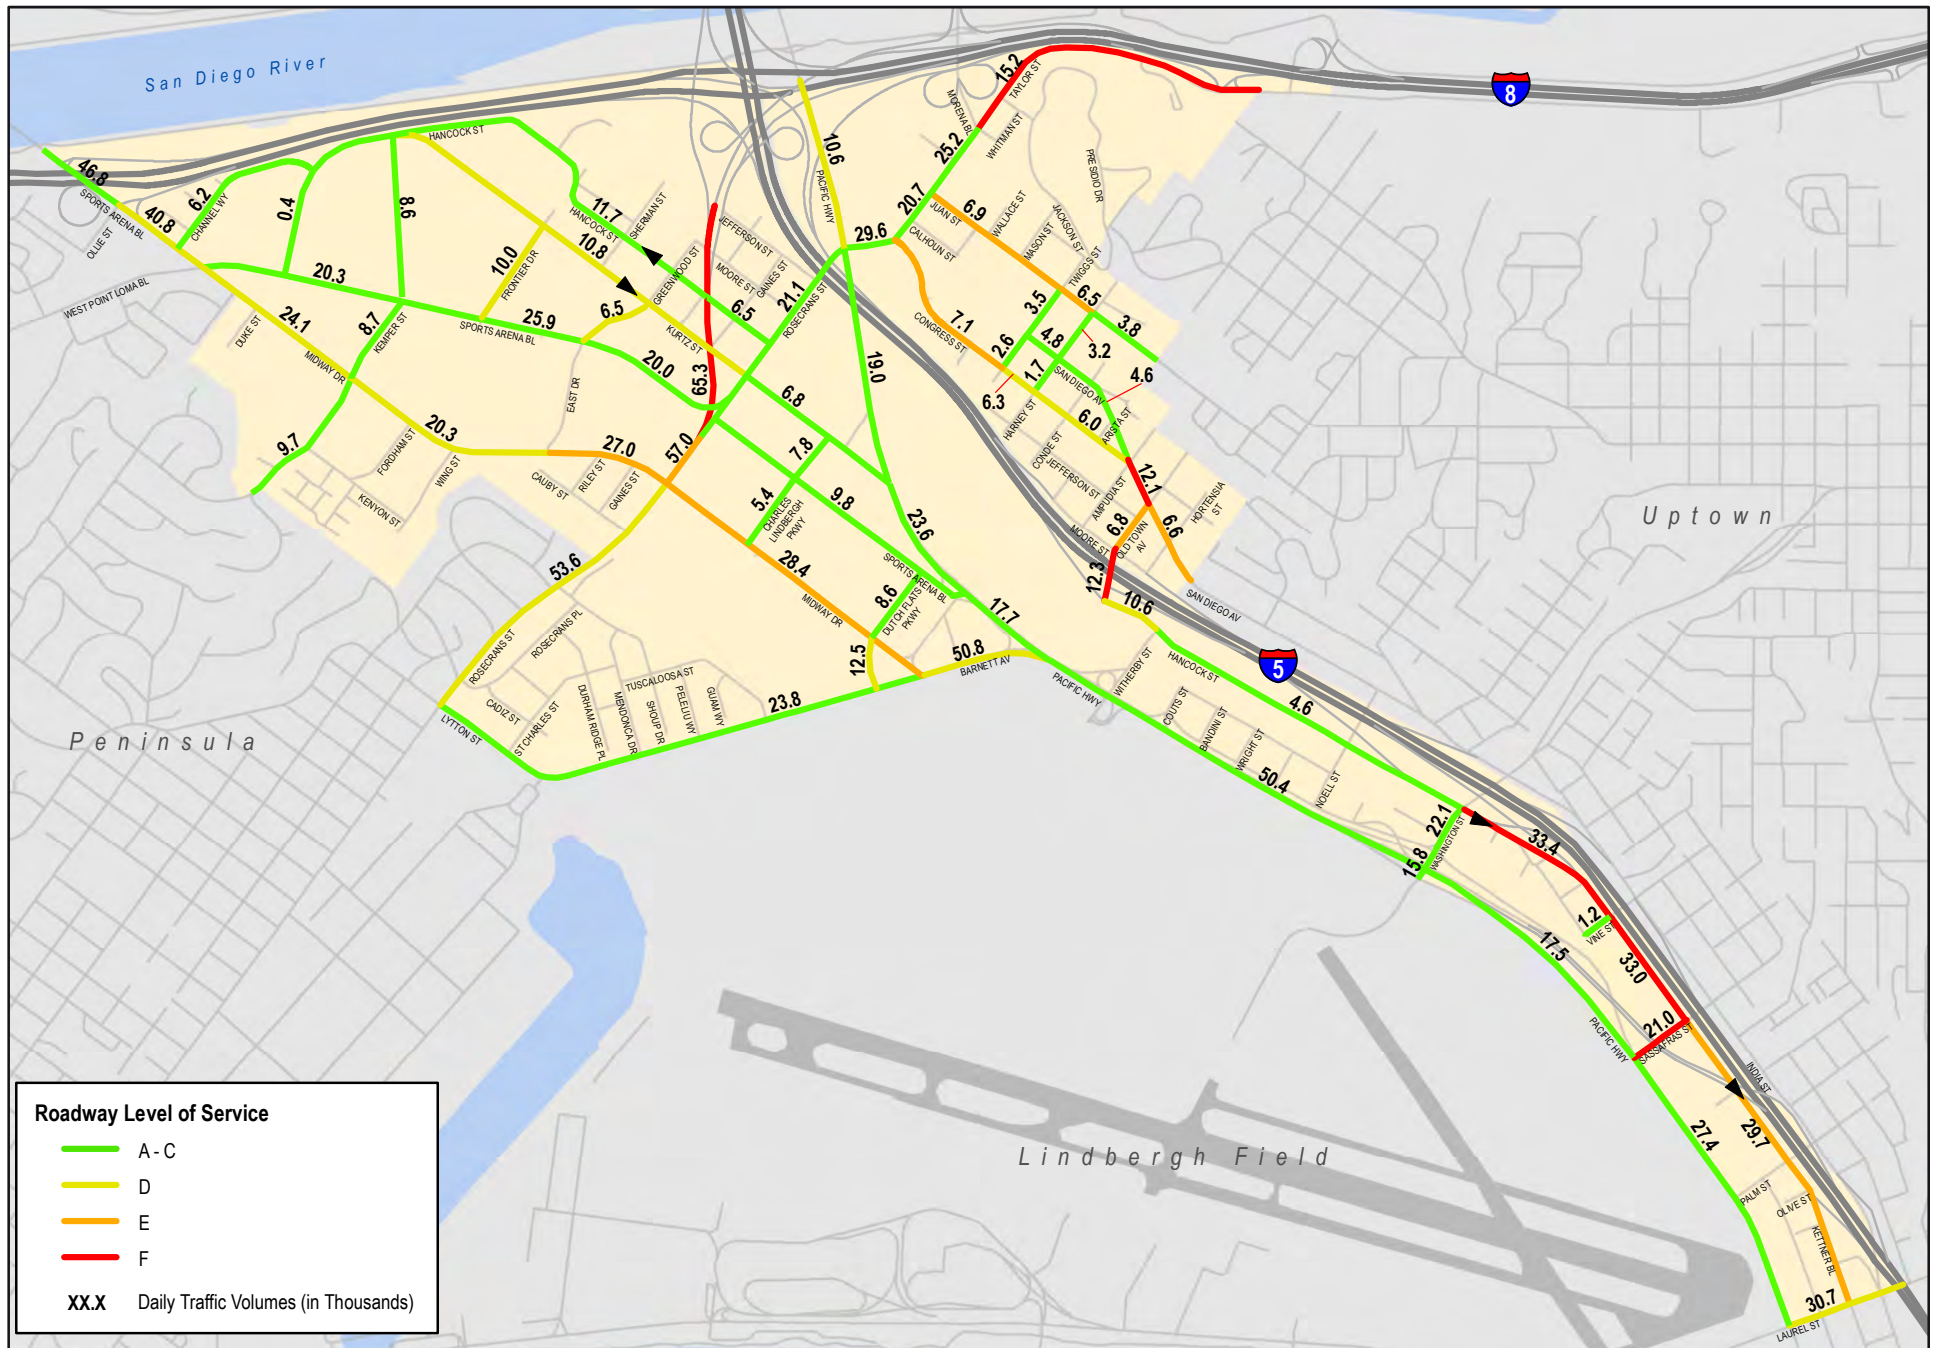 San Diego River
8
15.2
TAYLOR ST
MORENA BL
WHITMAN ST
25.2
10.6
PACIFIC HWY
PRESIDIO DR
HANCOCK ST
46.8
SPORTS ARENA BL
40.8
OLLIE ST
6.2
CHANNEL WY
0.4
8.6
11.7
HANCOCK ST
SHERMAN ST
20.7
JUAN ST
6.9
WALLACE ST
MASON ST
JACKSON ST
TWIGGS ST
CALHOUN ST
29.6
JEFFERSON ST
MOORE ST
GAINES ST
GREENWOOD ST
10.8
10.0
FRONTIER DR
20.3
WEST POINT LOMA BL
6.5
21.1
ROSECRANS ST
6.5
3.5
6.5
3.8
3.2
4.8
7.1
CONGRESS ST
2.6
1.7
4.6
SAN DIEGO AV
6.3
DUKE ST
24.1
MIDWAY DR
8.7
KEMPER ST
SPORTS ARENA BL
25.9
KURTZ ST
20.0
65.3
19.0
6.8
EAST DR
HARNEY ST
6.0
ARISTA ST
CONDE ST
JEFFERSON ST
AMPUDIA ST
12.1
HORTENSIA ST
9.7
FORDHAM ST
20.3
WING ST
KENYON ST
27.0
57.0
CAUBY ST
RILEY ST
GAINES ST
7.8
5.4
CHARLES LINDBERGH PKWY
9.8
23.6
MOORE ST
6.8
OLD TOWN AV
6.6
12.3
Uptown
53.6
28.4
MIDWAY DR
SPORTS ARENA BL
8.6
DUTCH FLATS PKWY
17.7
10.6
SAN DIEGO AV
5
ROSECRANS ST
ROSECRANS PL
12.5
50.8
BARNETT AV
PACIFIC HWY
WITHERBY ST
HANCOCK ST
4.6
CADIZ ST
ST CHARLES ST
LYTTON ST
DURHAM RIDGE PL
MENDONCA DR
TUSCALOOSA ST
SHOUP DR
PELELIU WY
GUAM WY
23.8
COUTS ST
BANDINI ST
WRIGHT ST
NOELL ST
50.4
Peninsula
22.1
WASHINGTON ST
15.8
33.4
1.2
VINE ST
17.5
33.0
21.0
SASSAFRAS ST
PACIFIC HWY
INDIA ST
27.4
29.7
PALM ST
OLIVE ST
KETTNER BL
30.7
LAUREL ST
Lindbergh Field
Roadway Level of Service
A - C
D
E
F
XX.X Daily Traffic Volumes (in Thousands)